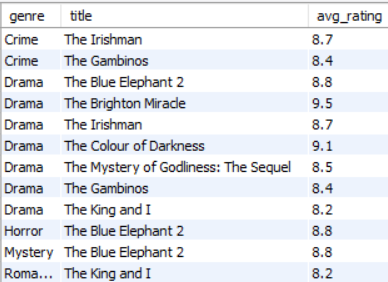 genre title avg_rating
Crime The Irishman 8.7
Crime The Gambinos 8.4
Drama The Blue Elephant 2 8.8
Drama The Brighton Miracle 9.5
Drama The Irishman 8.7
Drama The Colour of Darkness 9.1
Drama The Mystery of Godliness: The Sequel 8.5
Drama The Gambinos 8.4
Drama The King and I 8.2
Horror The Blue Elephant 2 8.8
Mystery The Blue Elephant 2 8.8
Roma... The King and I 8.2